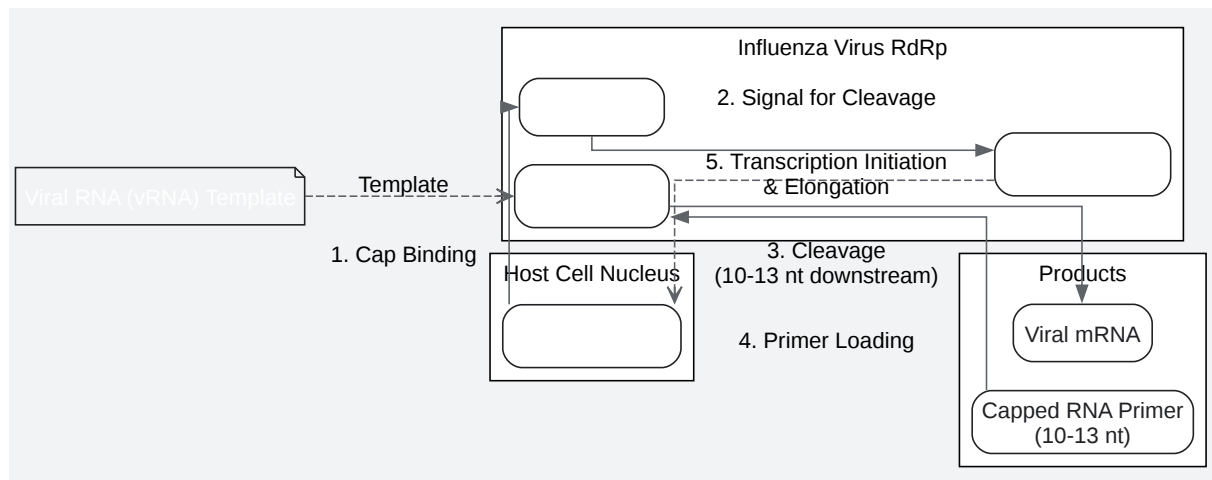 Influenza Virus RdRp
2. Signal for Cleavage
5. Transcription Initiation
& Elongation
Viral RNA (vRNA) Template
Template
1. Cap Binding
3. Cleavage
(10-13 nt downstream)
Host Cell Nucleus
Products
4. Primer Loading
Viral mRNA
Capped RNA Primer
(10-13 nt)